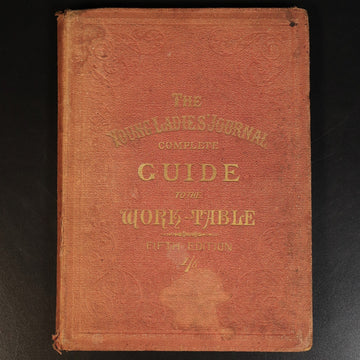 THE
YOUNG LADIES' JOURNAL
COMPLETE
GUIDE
TO THE
WORK-TABLE
FIFTH EDITION